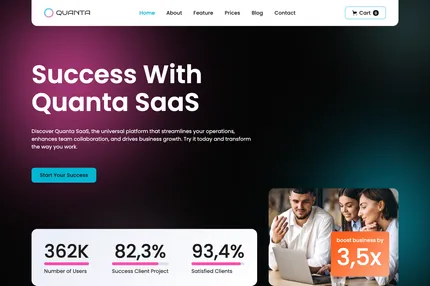 QUANTA
Home About Feature Prices Blog Contact
Cart 0
Success With
Quanta SaaS
Discover Quanta SaaS, the universal platform that streamlines your operations,
enhances team collaboration, and drives business growth. Try it today and transform
the way you work.
Start Your Success
boost business by
3,5x
362K 82,3% 93,4%
Number of Users Success Client Project Satisfied Clients